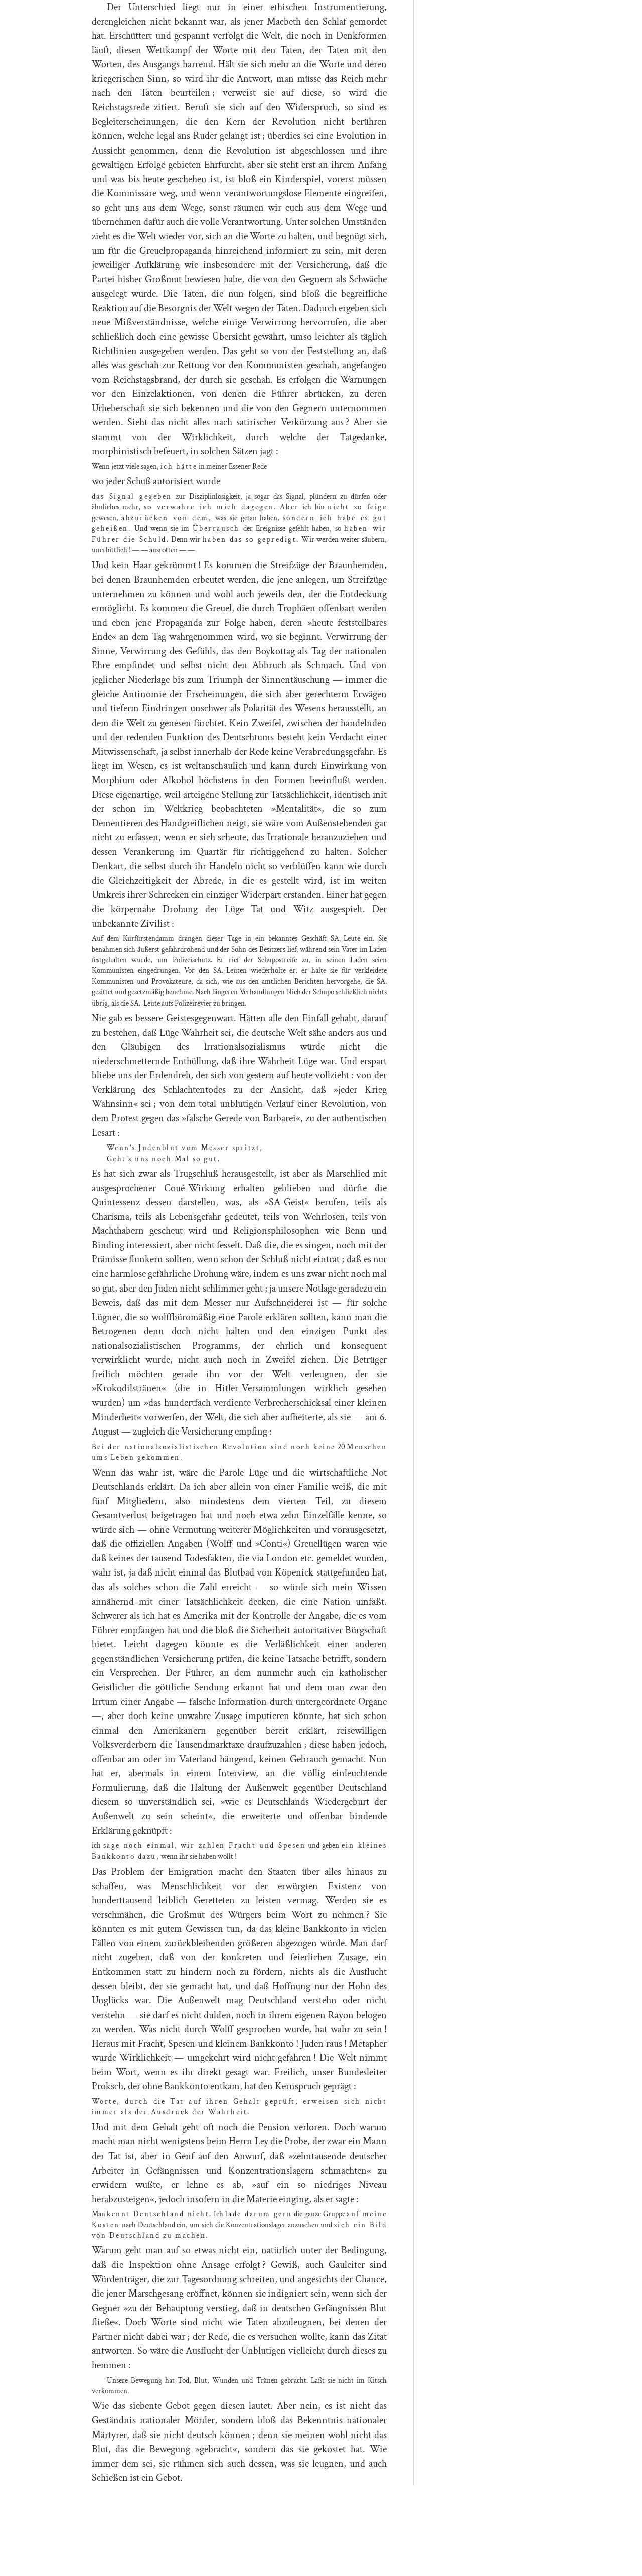 Der Unterschied liegt nur in einer ethischen Instrumentierung,
derengleichen nicht bekannt war, als jener Macbeth den Schlaf gemordet
hat. Erschüttert und gespannt verfolgt die Welt, die noch in Denkformen
läuft, diesen Wettkampf der Worte mit den Taten, der Taten mit den
Worten, des Ausgangs harrend. Hält sie sich mehr an die Worte und deren
kriegerischen Sinn, so wird ihr die Antwort, man müsse das Reich mehr
nach den Taten beurteilen ; verweist sie auf diese, so wird die
Reichstagsrede zitiert. Beruft sie sich auf den Widerspruch, so sind es
Begleiterscheinungen, die den Kern der Revolution nicht berühren
können, welche legal ans Ruder gelangt ist ; überdies sei eine Evolution in
Aussicht genommen, denn die Revolution ist abgeschlossen und ihre
gewaltigen Erfolge gebieten Ehrfurcht, aber sie steht erst an ihrem Anfang
und was bis heute geschehen ist, ist bloß ein Kinderspiel, vorerst müssen
die Kommissare weg, und wenn verantwortungslose Elemente eingreifen,
so geht uns aus dem Wege, sonst räumen wir euch aus dem Wege und
übernehmen dafür auch die volle Verantwortung. Unter solchen Umständen
zieht es die Welt wieder vor, sich an die Worte zu halten, und begnügt sich,
um für die Greuelpropaganda hinreichend informiert zu sein, mit deren
jeweiliger Aufklärung wie insbesondere mit der Versicherung, daß die
Partei bisher Großmut bewiesen habe, die von den Gegnern als Schwäche
ausgelegt wurde. Die Taten, die nun folgen, sind bloß die begreifliche
Reaktion auf die Besorgnis der Welt wegen der Taten. Dadurch ergeben sich
neue Mißverständnisse, welche einige Verwirrung hervorrufen, die aber
schließlich doch eine gewisse Übersicht gewährt, umso leichter als täglich
Richtlinien ausgegeben werden. Das geht so von der Feststellung an, daß
alles was geschah zur Rettung vor den Kommunisten geschah, angefangen
vom Reichstagsbrand, der durch sie geschah. Es erfolgen die Warnungen
vor den Einzelaktionen, von denen die Führer abrücken, zu deren
Urheberschaft sie sich bekennen und die von den Gegnern unternommen
werden. Sieht das nicht alles nach satirischer Verkürzung aus ? Aber sie
stammt von der Wirklichkeit, durch welche der Tatgedanke,
morphinistisch befeuert, in solchen Sätzen jagt :
Wenn jetzt viele sagen, ich hätte in meiner Essener Rede
wo jeder Schuß autorisiert wurde
das Signal gegeben zur Disziplinlosigkeit, ja sogar das Signal, plündern zu dürfen oder
ähnliches mehr, so verwahre ich mich dagegen. Aber ich bin nicht so feige
gewesen, abzurücken von dem, was sie getan haben, sondern ich habe es gut
geheißen. Und wenn sie im Überrausch der Ereignisse gefehlt haben, so haben wir
Führer die Schuld. Denn wir haben das so gepredigt. Wir werden weiter säubern,
unerbittlich ! — — ausrotten — —
Und kein Haar gekrümmt ! Es kommen die Streifzüge der Braunhemden,
bei denen Braunhemden erbeutet werden, die jene anlegen, um Streifzüge
unternehmen zu können und wohl auch jeweils den, der die Entdeckung
ermöglicht. Es kommen die Greuel, die durch Trophäen offenbart werden
und eben jene Propaganda zur Folge haben, deren »heute feststellbares
Ende« an dem Tag wahrgenommen wird, wo sie beginnt. Verwirrung der
Sinne, Verwirrung des Gefühls, das den Boykottag als Tag der nationalen
Ehre empfindet und selbst nicht den Abbruch als Schmach. Und von
jeglicher Niederlage bis zum Triumph der Sinnentäuschung — immer die
gleiche Antinomie der Erscheinungen, die sich aber gerechterm Erwägen
und tieferm Eindringen unschwer als Polarität des Wesens herausstellt, an
dem die Welt zu genesen fürchtet. Kein Zweifel, zwischen der handelnden
und der redenden Funktion des Deutschtums besteht kein Verdacht einer
Mitwissenschaft, ja selbst innerhalb der Rede keine Verabredungsgefahr. Es
liegt im Wesen, es ist weltanschaulich und kann durch Einwirkung von
Morphium oder Alkohol höchstens in den Formen beeinflußt werden.
Diese eigenartige, weil arteigene Stellung zur Tatsächlichkeit, identisch mit
der schon im Weltkrieg beobachteten »Mentalität«, die so zum
Dementieren des Handgreiflichen neigt, sie wäre vom Außenstehenden gar
nicht zu erfassen, wenn er sich scheute, das Irrationale heranzuziehen und
dessen Verankerung im Quartär für richtiggehend zu halten. Solcher
Denkart, die selbst durch ihr Handeln nicht so verblüffen kann wie durch
die Gleichzeitigkeit der Abrede, in die es gestellt wird, ist im weiten
Umkreis ihrer Schrecken ein einziger Widerpart erstanden. Einer hat gegen
die körpernahe Drohung der Lüge Tat und Witz ausgespielt. Der
unbekannte Zivilist :
Auf dem Kurfürstendamm drangen dieser Tage in ein bekanntes Geschäft SA.-Leute ein. Sie
benahmen sich äußerst gefahrdrohend und der Sohn des Besitzers lief, während sein Vater im Laden
festgehalten wurde, um Polizeischutz. Er rief der Schupostreife zu, in seinen Laden seien
Kommunisten eingedrungen. Vor den SA.-Leuten wiederholte er, er halte sie für verkleidete
Kommunisten und Provokateure, da sich, wie aus den amtlichen Berichten hervorgehe, die SA.
gesittet und gesetzmäßig benehme. Nach längeren Verhandlungen blieb der Schupo schließlich nichts
übrig, als die SA.-Leute aufs Polizeirevier zu bringen.
Nie gab es bessere Geistesgegenwart. Hätten alle den Einfall gehabt, darauf
zu bestehen, daß Lüge Wahrheit sei, die deutsche Welt sähe anders aus und
den Gläubigen des Irrationalsozialismus würde nicht die
niederschmetternde Enthüllung, daß ihre Wahrheit Lüge war. Und erspart
bliebe uns der Erdendreh, der sich von gestern auf heute vollzieht : von der
Verklärung des Schlachtentodes zu der Ansicht, daß »jeder Krieg
Wahnsinn« sei ; von dem total unblutigen Verlauf einer Revolution, von
dem Protest gegen das »falsche Gerede von Barbarei«, zu der authentischen
Lesart :
Wenn's Judenblut vom Messer spritzt,
Geht's uns noch Mal so gut.
Es hat sich zwar als Trugschluß herausgestellt, ist aber als Marschlied mit
ausgesprochener Coué-Wirkung erhalten geblieben und dürfte die
Quintessenz dessen darstellen, was, als »SA-Geist« berufen, teils als
Charisma, teils als Lebensgefahr gedeutet, teils von Wehrlosen, teils von
Machthabern gescheut wird und Religionsphilosophen wie Benn und
Binding interessiert, aber nicht fesselt. Daß die, die es singen, noch mit der
Prämisse flunkern sollten, wenn schon der Schluß nicht eintrat ; daß es nur
eine harmlose gefährliche Drohung wäre, indem es uns zwar nicht noch mal
so gut, aber den Juden nicht schlimmer geht ; ja unsere Notlage geradezu ein
Beweis, daß das mit dem Messer nur Aufschneiderei ist — für solche
Lügner, die so wolffbüromäßig eine Parole erklären sollten, kann man die
Betrogenen denn doch nicht halten und den einzigen Punkt des
nationalsozialistischen Programms, der ehrlich und konsequent
verwirklicht wurde, nicht auch noch in Zweifel ziehen. Die Betrüger
freilich möchten gerade ihn vor der Welt verleugnen, der sie
»Krokodilstränen« (die in Hitler-Versammlungen wirklich gesehen
wurden) um »das hundertfach verdiente Verbrecherschicksal einer kleinen
Minderheit« vorwerfen, der Welt, die sich aber aufheiterte, als sie — am 6.
August — zugleich die Versicherung empfing :
Bei der nationalsozialistischen Revolution sind noch keine 20 Menschen
ums Leben gekommen.
Wenn das wahr ist, wäre die Parole Lüge und die wirtschaftliche Not
Deutschlands erklärt. Da ich aber allein von einer Familie weiß, die mit
fünf Mitgliedern, also mindestens dem vierten Teil, zu diesem
Gesamtverlust beigetragen hat und noch etwa zehn Einzelfälle kenne, so
würde sich — ohne Vermutung weiterer Möglichkeiten und vorausgesetzt,
daß die offiziellen Angaben (Wolff und »Conti«) Greuellügen waren wie
daß keines der tausend Todesfakten, die via London etc. gemeldet wurden,
wahr ist, ja daß nicht einmal das Blutbad von Köpenick stattgefunden hat,
das als solches schon die Zahl erreicht — so würde sich mein Wissen
annähernd mit einer Tatsächlichkeit decken, die eine Nation umfaßt.
Schwerer als ich hat es Amerika mit der Kontrolle der Angabe, die es vom
Führer empfangen hat und die bloß die Sicherheit autoritativer Bürgschaft
bietet. Leicht dagegen könnte es die Verläßlichkeit einer anderen
gegenständlichen Versicherung prüfen, die keine Tatsache betrifft, sondern
ein Versprechen. Der Führer, an dem nunmehr auch ein katholischer
Geistlicher die göttliche Sendung erkannt hat und dem man zwar den
Irrtum einer Angabe — falsche Information durch untergeordnete Organe
—, aber doch keine unwahre Zusage imputieren könnte, hat sich schon
einmal den Amerikanern gegenüber bereit erklärt, reisewilligen
Volksverderbern die Tausendmarktaxe draufzuzahlen ; diese haben jedoch,
offenbar am oder im Vaterland hängend, keinen Gebrauch gemacht. Nun
hat er, abermals in einem Interview, an die völlig einleuchtende
Formulierung, daß die Haltung der Außenwelt gegenüber Deutschland
diesem so unverständlich sei, »wie es Deutschlands Wiedergeburt der
Außenwelt zu sein scheint«, die erweiterte und offenbar bindende
Erklärung geknüpft :
ich sage noch einmal, wir zahlen Fracht und Spesen und geben ein kleines
Bankkonto dazu, wenn ihr sie haben wollt !
Das Problem der Emigration macht den Staaten über alles hinaus zu
schaffen, was Menschlichkeit vor der erwürgten Existenz von
hunderttausend leiblich Geretteten zu leisten vermag. Werden sie es
verschmähen, die Großmut des Würgers beim Wort zu nehmen ? Sie
könnten es mit gutem Gewissen tun, da das kleine Bankkonto in vielen
Fällen von einem zurückbleibenden größeren abgezogen würde. Man darf
nicht zugeben, daß von der konkreten und feierlichen Zusage, ein
Entkommen statt zu hindern noch zu fördern, nichts als die Ausflucht
dessen bleibt, der sie gemacht hat, und daß Hoffnung nur der Hohn des
Unglücks war. Die Außenwelt mag Deutschland verstehn oder nicht
verstehn — sie darf es nicht dulden, noch in ihrem eigenen Rayon belogen
zu werden. Was nicht durch Wolff gesprochen wurde, hat wahr zu sein !
Heraus mit Fracht, Spesen und kleinem Bankkonto ! Juden raus ! Metapher
wurde Wirklichkeit — umgekehrt wird nicht gefahren ! Die Welt nimmt
beim Wort, wenn es ihr direkt gesagt war. Freilich, unser Bundesleiter
Proksch, der ohne Bankkonto entkam, hat den Kernspruch geprägt :
Worte, durch die Tat auf ihren Gehalt geprüft, erweisen sich nicht
immer als der Ausdruck der Wahrheit.
Und mit dem Gehalt geht oft noch die Pension verloren. Doch warum
macht man nicht wenigstens beim Herrn Ley die Probe, der zwar ein Mann
der Tat ist, aber in Genf auf den Anwurf, daß »zehntausende deutscher
Arbeiter in Gefängnissen und Konzentrationslagern schmachten« zu
erwidern wußte, er lehne es ab, »auf ein so niedriges Niveau
herabzusteigen«, jedoch insofern in die Materie einging, als er sagte :
Man kennt Deutschland nicht. Ich lade darum gern die ganze Gruppe auf meine
Kosten nach Deutschland ein, um sich die Konzentrationslager anzusehen und sich ein Bild
von Deutschland zu machen.
Warum geht man auf so etwas nicht ein, natürlich unter der Bedingung,
daß die Inspektion ohne Ansage erfolgt ? Gewiß, auch Gauleiter sind
Würdenträger, die zur Tagesordnung schreiten, und angesichts der Chance,
die jener Marschgesang eröffnet, können sie indigniert sein, wenn sich der
Gegner »zu der Behauptung verstieg, daß in deutschen Gefängnissen Blut
fließe«. Doch Worte sind nicht wie Taten abzuleugnen, bei denen der
Partner nicht dabei war ; der Rede, die es versuchen wollte, kann das Zitat
antworten. So wäre die Ausflucht der Unblutigen vielleicht durch dieses zu
hemmen :
Unsere Bewegung hat Tod, Blut, Wunden und Tränen gebracht. Laßt sie nicht im Kitsch
verkommen.
Wie das siebente Gebot gegen diesen lautet. Aber nein, es ist nicht das
Geständnis nationaler Mörder, sondern bloß das Bekenntnis nationaler
Märtyrer, daß sie nicht deutsch können ; denn sie meinen wohl nicht das
Blut, das die Bewegung »gebracht«, sondern das sie gekostet hat. Wie
immer dem sei, sie rühmen sich auch dessen, was sie leugnen, und auch
Schießen ist ein Gebot.